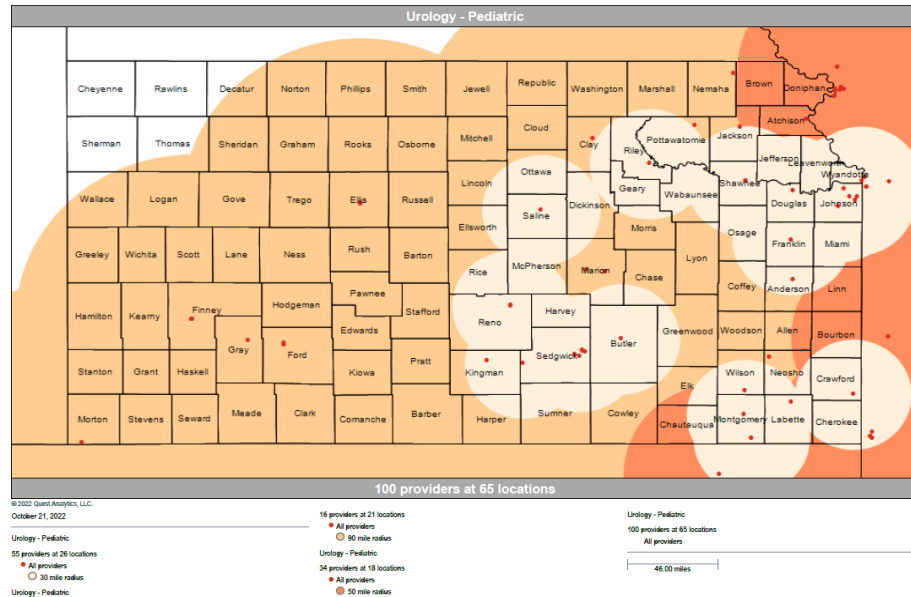 Urology - Pediatric
Cheyenne Rawlins Decatur Norton Phillips Smith Jewell Republic Washington Marshall Nemaha Brown Doniphan
Atchison
Sherman Thomas Sheridan Graham Rooks Osborne Mitchell Cloud Clay Riley Pottawatomie Jackson
Jefferson Leavenworth
Wyandotte
Ottawa
Lincoln
Geary Wabaunsee Shawnee
Wallace Logan Gove Trego Ellis Russell Saline Dickinson Douglas Johnson
Ellsworth Morris Osage
Greeley Wichita Scott Lane Ness Rush Barton McPherson Marion Chase Lyon Franklin Miami
Rice
Pawnee
Coffey Anderson Linn
Hamilton Kearny Finney Hodgeman Stafford Reno Harvey
Edwards
Gray Ford Butler Greenwood Woodson Allen Bourbon
Sedgwick
Stanton Grant Haskell Kiowa Pratt Kingman Wilson Neosho Crawford
Elk
Morton Stevens Seward Meade Clark Comanche Barber Harper Sumner Cowley Chautauqua Montgomery Labette Cherokee
100 providers at 65 locations
© 2022 Quest Analytics, LLC.
October 21, 2022
Urology - Pediatric
55 providers at 26 locations
All providers
30 mile radius
Urology - Pediatric
16 providers at 21 locations
All providers
90 mile radius
Urology - Pediatric
34 providers at 18 locations
All providers
50 mile radius
Urology - Pediatric
100 providers at 65 locations
All providers
46.00 miles